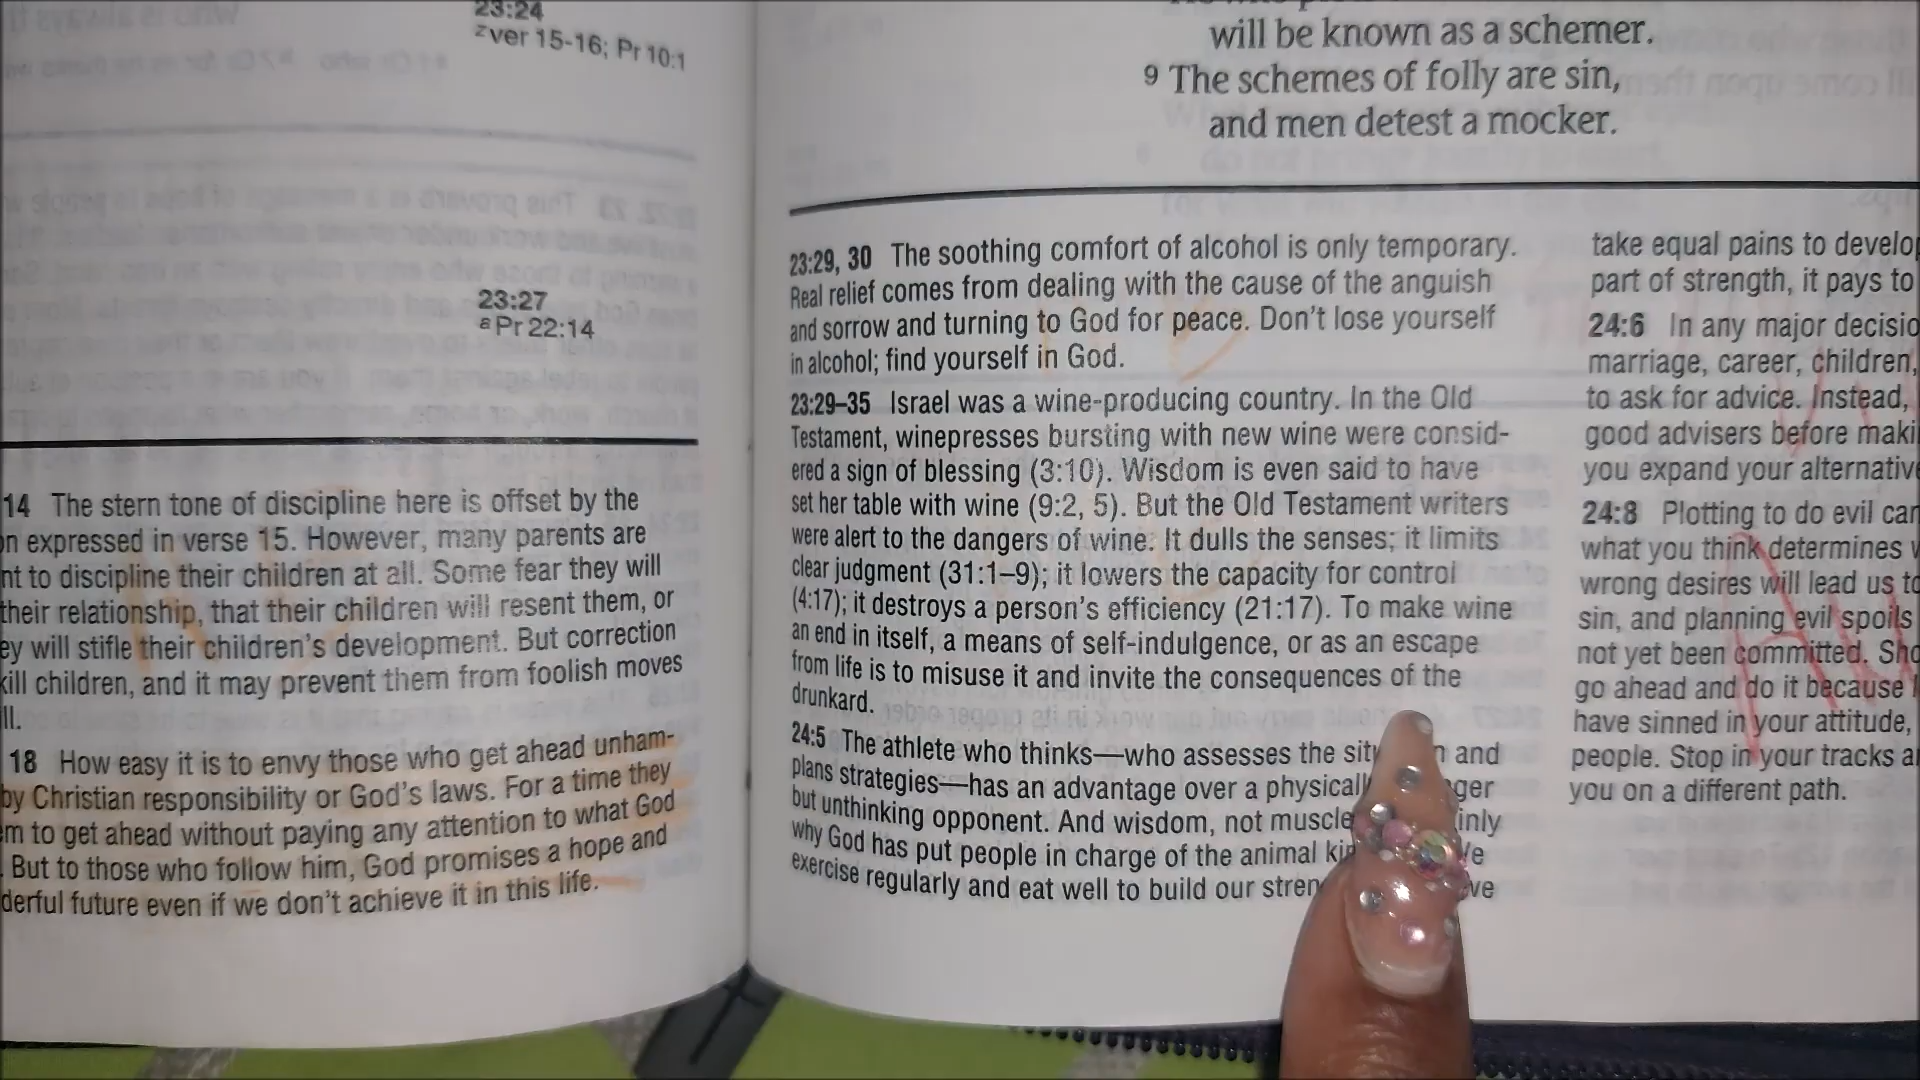 23:24
z ver 15-16; Pr 10:1
23:27
a Pr 22:14
14 The stern tone of discipline here is offset by the
expressed in verse 15. However, many parents are
to discipline their children at all. Some fear they will
their relationship, that their children will resent them, or
will stifle their children's development. But correction
children, and it may prevent them from foolish moves
18 How easy it is to envy those who get ahead unham-
by Christian responsibility or God's laws. For a time they
to get ahead without paying any attention to what God
But to those who follow him, God promises a hope and
future even if we don't achieve it in this life.
will be known as a schemer.
9 The schemes of folly are sin,
and men detest a mocker.
23:29, 30 The soothing comfort of alcohol is only temporary.
Real relief comes from dealing with the cause of the anguish
and sorrow and turning to God for peace. Don't lose yourself
in alcohol; find yourself in God.
23:29–35 Israel was a wine-producing country. In the Old
Testament, winepresses bursting with new wine were consid-
ered a sign of blessing (3:10). Wisdom is even said to have
set her table with wine (9:2, 5). But the Old Testament writers
were alert to the dangers of wine. It dulls the senses; it limits
clear judgment (31:1–9); it lowers the capacity for control
(4:17); it destroys a person's efficiency (21:17). To make wine
an end in itself, a means of self-indulgence, or as an escape
from life is to misuse it and invite the consequences of the
drunkard.
24:5 The athlete who thinks—who assesses the and
plans strategies—has an advantage over a
but unthinking opponent. And wisdom, not
why God has put people in charge of the animal
exercise regularly and eat well to build our
take equal pains to
part of strength, it pays to
24:6 In any major
marriage, career, children,
to ask for advice. Instead,
good advisers before
you expand your
24:8 Plotting to do evil
what you think determines
wrong desires will lead us
sin, and planning evil spoils
not yet been committed.
go ahead and do it because
have sinned in your attitude,
people. Stop in your tracks
you on a different path.